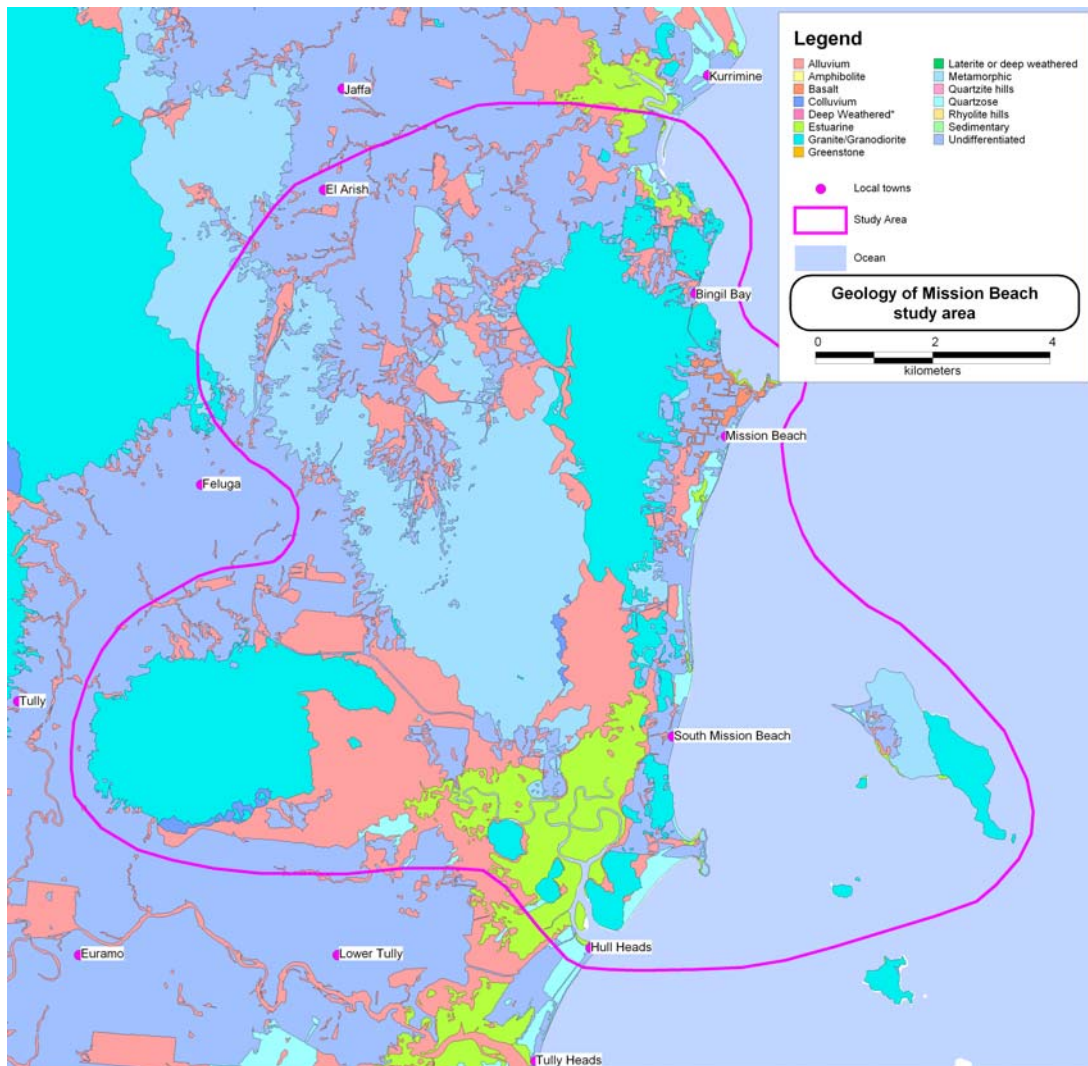 Legend
Alluvium
Amphibolite
Basalt
Colluvium
Deep Weathered*
Estuarine
Granite/Granodiorite
Greenstone
Laterite or deep weathered
Metamorphic
Quartzite hills
Quartzose
Rhyolite hills
Sedimentary
Undifferentiated
Local towns
Study Area
Ocean
Geology of Mission Beach
study area
0 2 4
kilometers
Kurrimine
Jaffa
El Arish
Bingil Bay
Mission Beach
Feluga
Tully
South Mission Beach
Hull Heads
Euramo
Lower Tully
Tully Heads